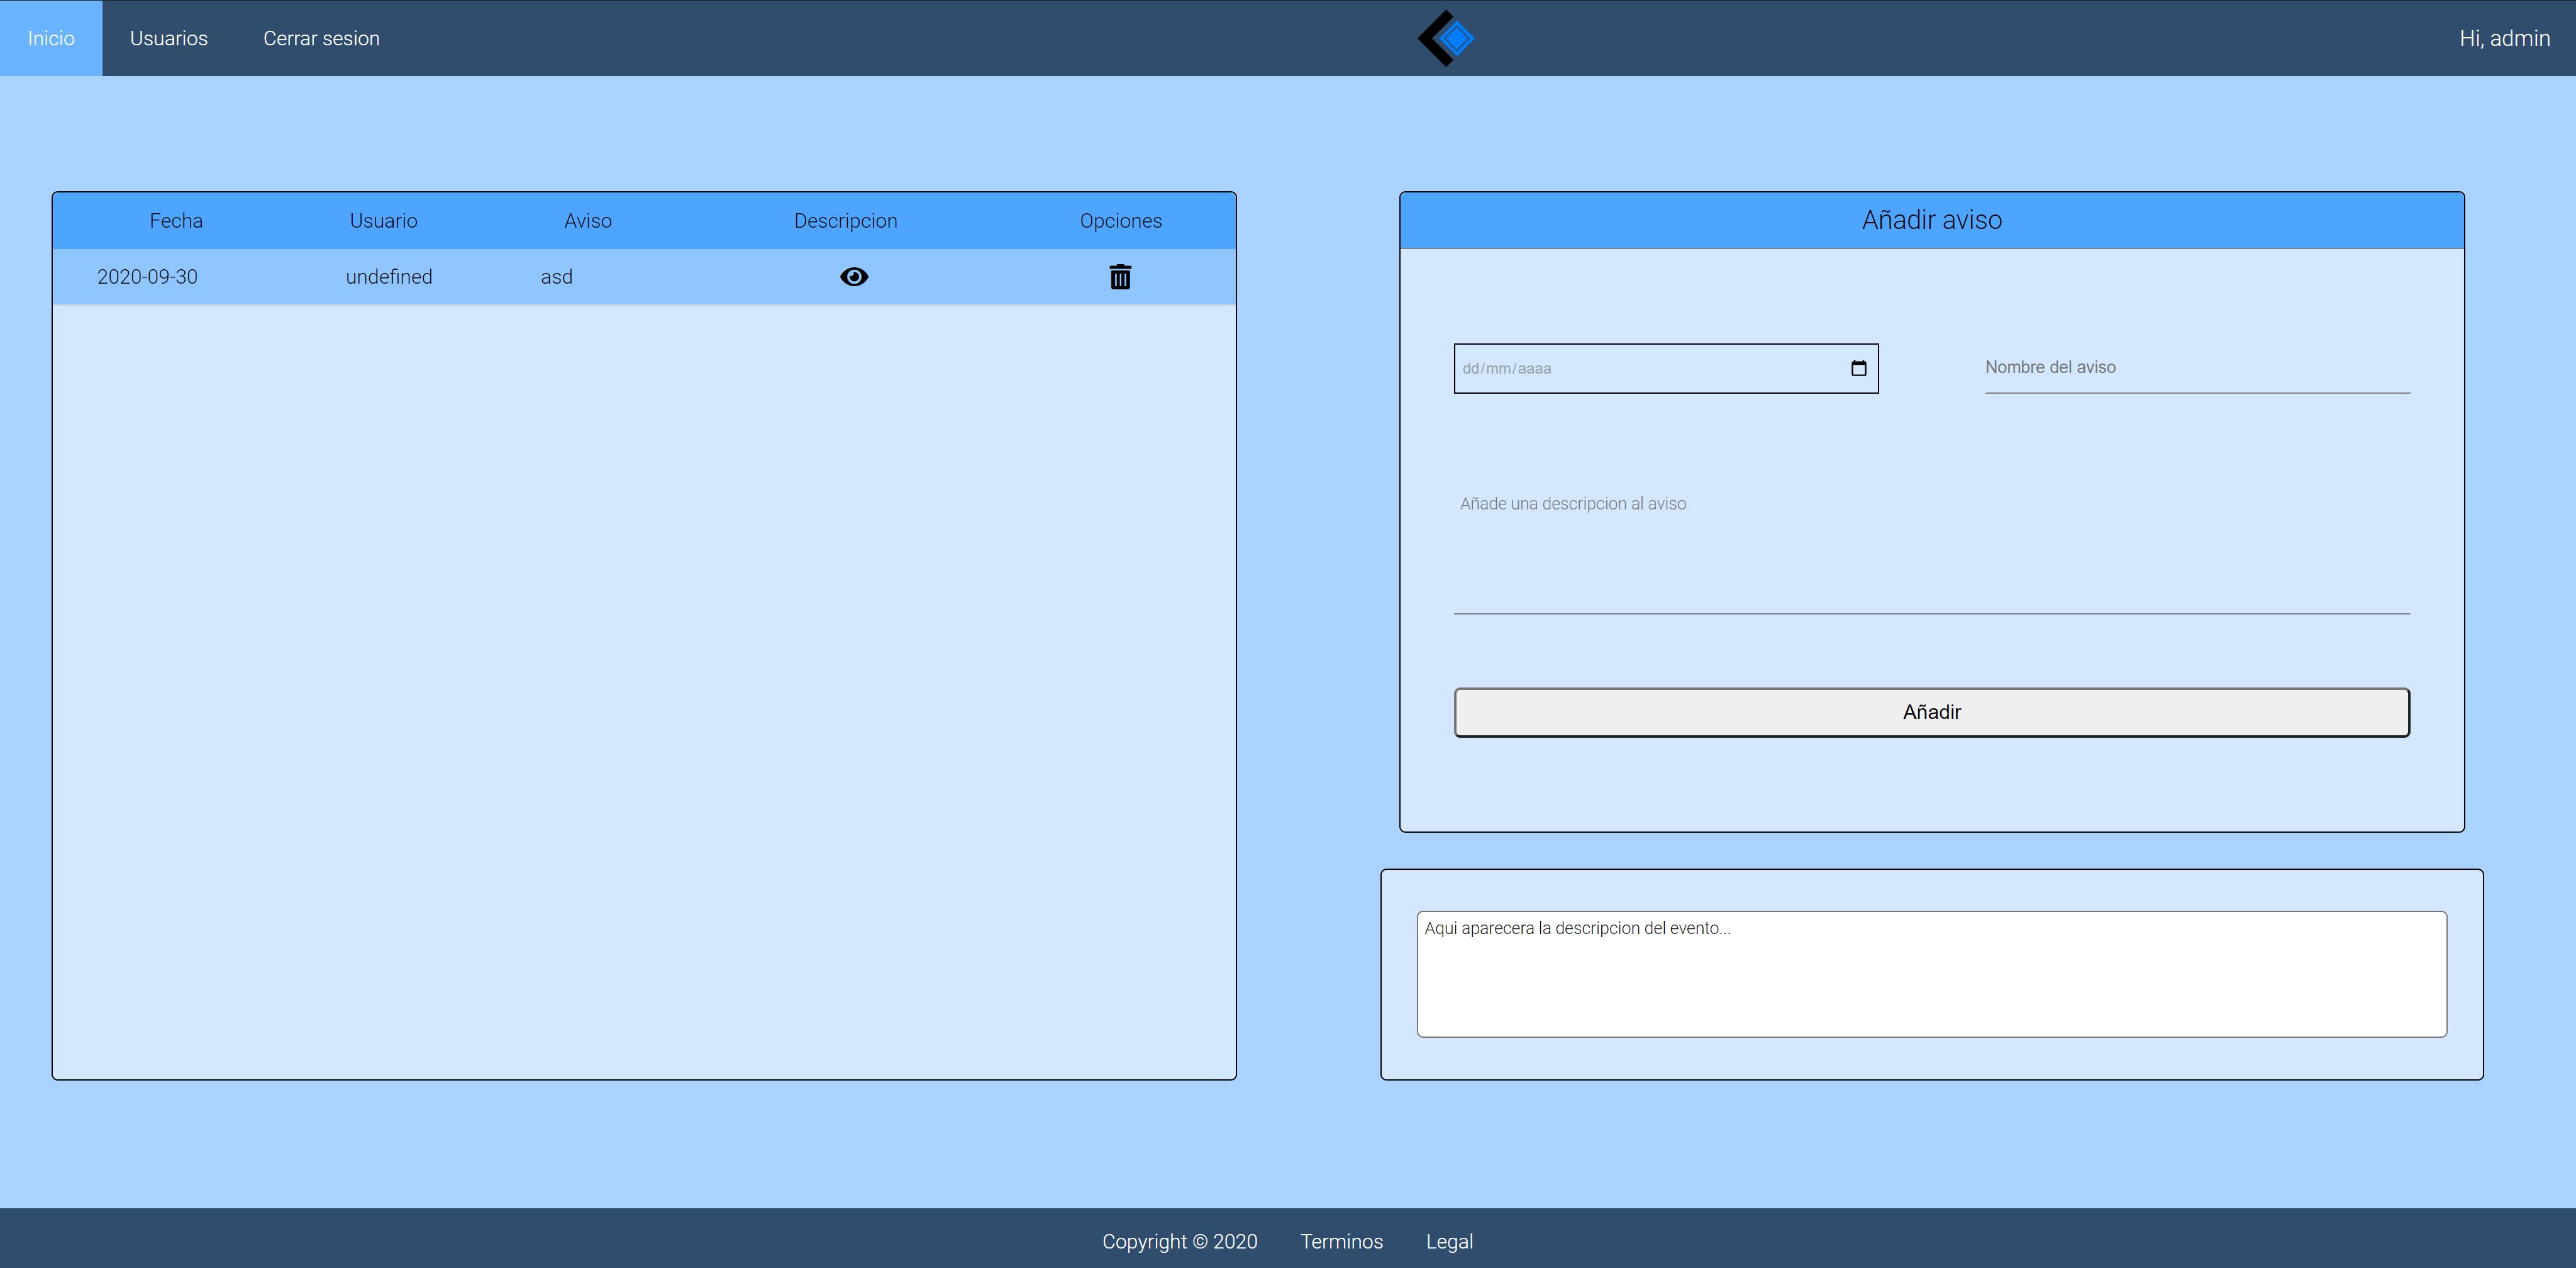 Inicio Usuarios Cerrar sesion Hi, admin
Fecha Usuario Aviso Descripcion Opciones
2020-09-30 undefined asd
Añadir aviso
dd/mm/aaaa Nombre del aviso
Añade una descripcion al aviso
Añadir
Aqui aparecera la descripcion del evento...
Copyright © 2020 Terminos Legal